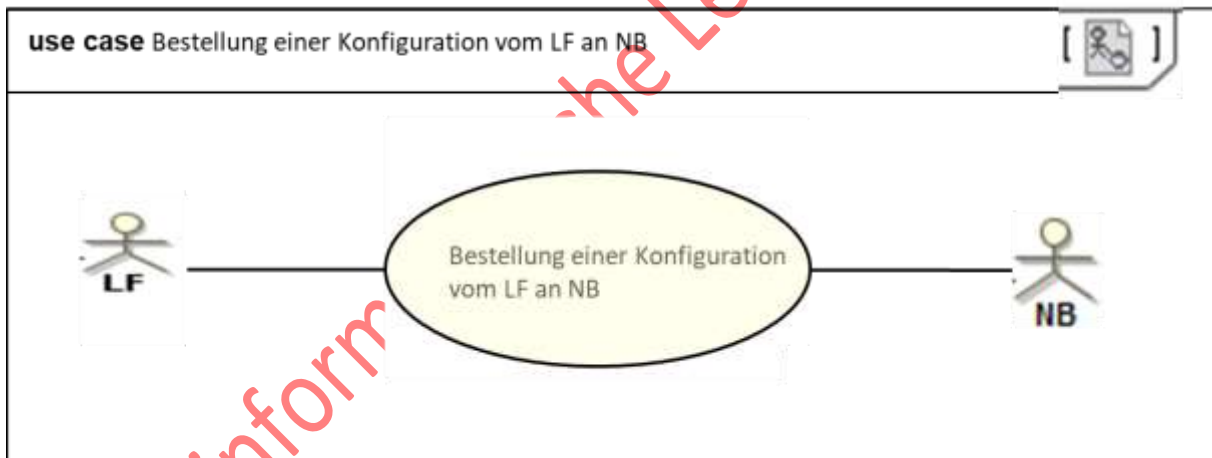 use case Bestellung einer Konfiguration vom LF an NB
[ ]
LF
Bestellung einer Konfiguration
vom LF an NB
NB